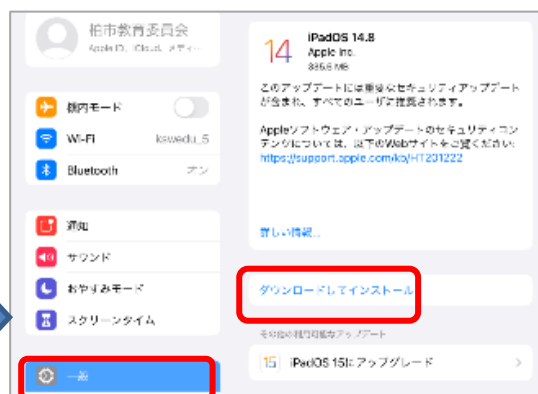 柏市教育委員会
Apple ID、iCloud、メディ…
機内モード
Wi-Fi kswedu_5
Bluetooth オン
通知
サウンド
おやすみモード
スクリーンタイム
一般
14
iPadOS 14.8
Apple Inc.
MB
このアップデートには重要なセキュリティアップデート
が含まれ、すべてのユーザに推奨されます。
Appleソフトウェア・アップデートのセキュリティコン
テンツについては、以下のWebサイトをご覧ください:
https://support.apple.com/kb/HT201222
詳しい情報...
ダウンロードしてインストール
その他の利用可能なアップデート
15 iPadOS 15にアップグレード